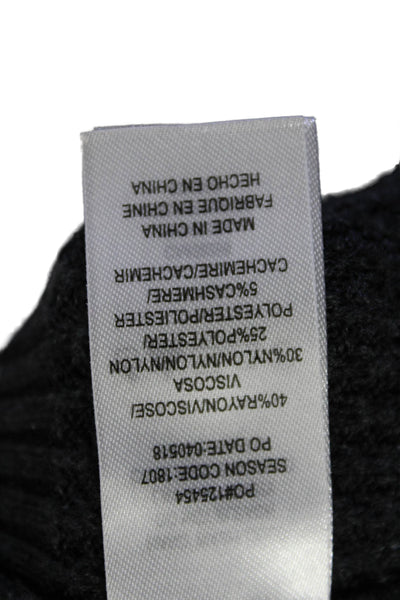 PO#125454
SEASON CODE:1807
PO DATE:040518
40%RAYON/VISCOSE/
VISCOSA
30%NYLON/NYLON/NYLON
25%POLYESTER/
POLYESTER/POLIESTER
5%CASHMERE/
CACHEMIRE/CACHEMIR
MADE IN CHINA
FABRIQUE EN CHINE
HECHO EN CHINA